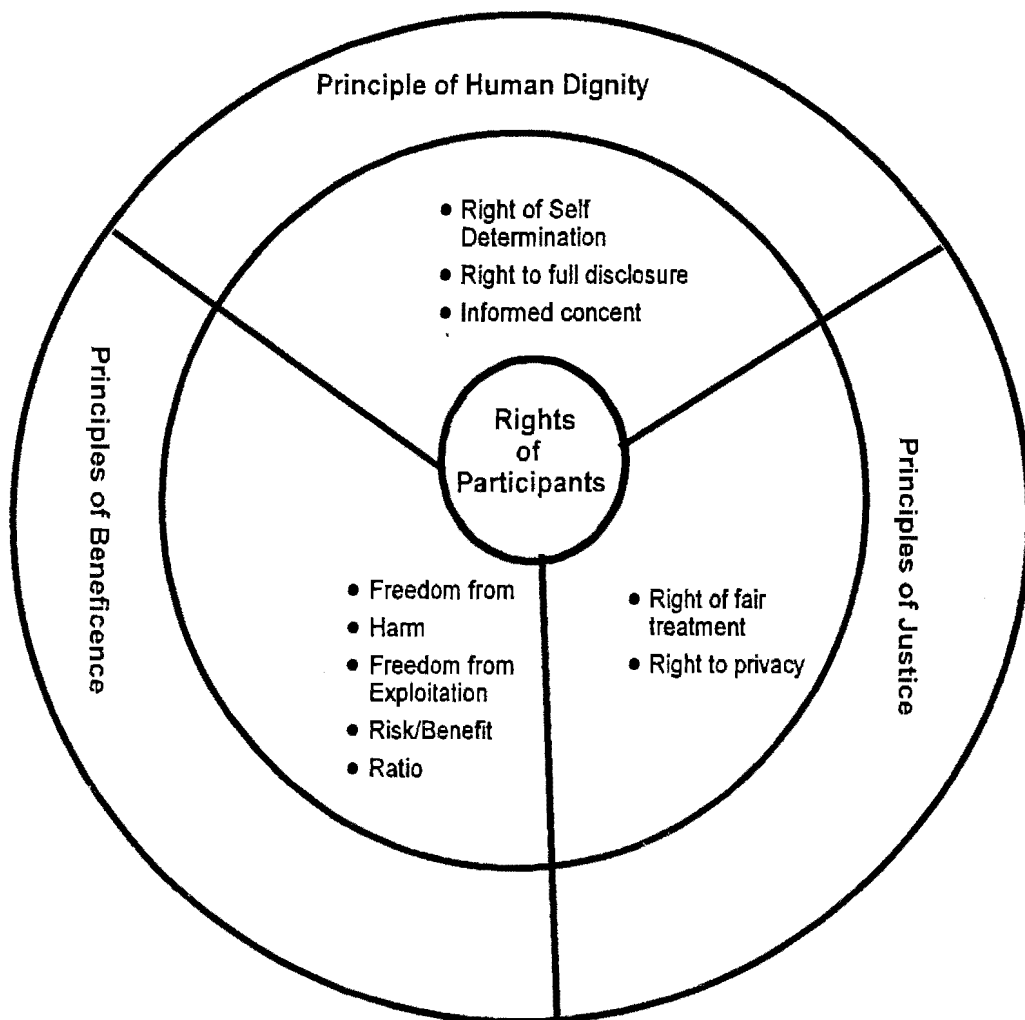 Principle of Human Dignity
● Right of Self
Determination
● Right to full disclosure
● Informed concent
Rights
of
Participants
Principles of Beneficence
● Freedom from
● Harm
● Freedom from
Exploitation
● Risk/Benefit
● Ratio
● Right of fair
treatment
● Right to privacy
Principles of Justice